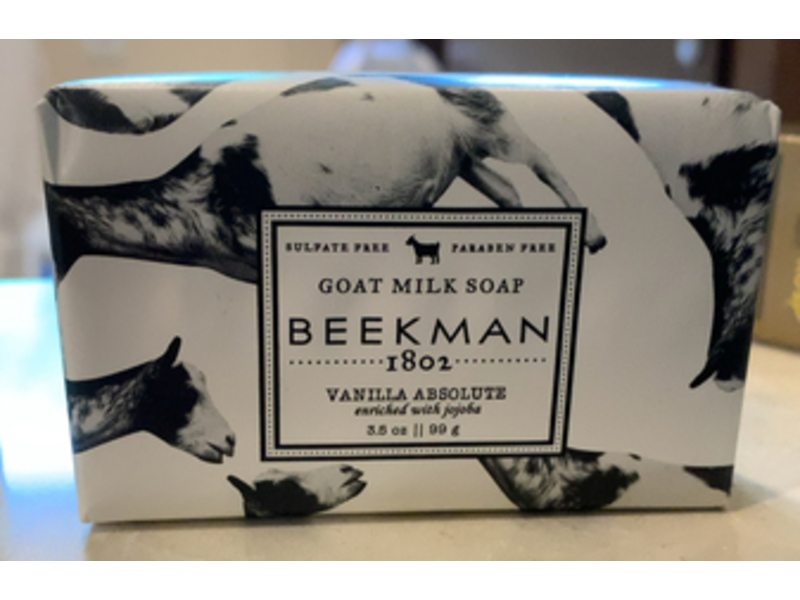 SULFATE FREE PARABEN FREE
GOAT MILK SOAP
BEEKMAN
1802
VANILLA ABSOLUTE
enriched with jojoba
3.5 oz || 99 g